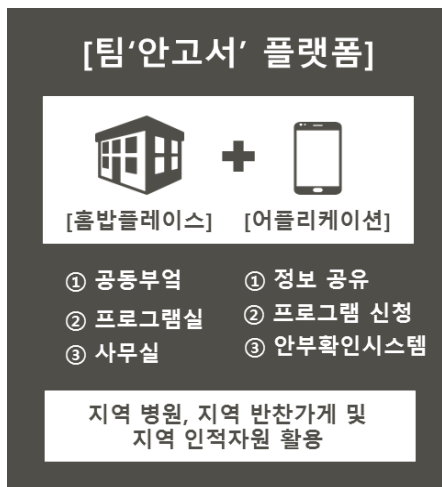 [팀‘안고서’ 플랫폼]
[홈밥플레이스] [어플리케이션]
① 공동부엌 ① 정보 공유
② 프로그램실 ② 프로그램 신청
③ 사무실 ③ 안부확인시스템
지역 병원, 지역 반찬가게 및
지역 인적자원 활용